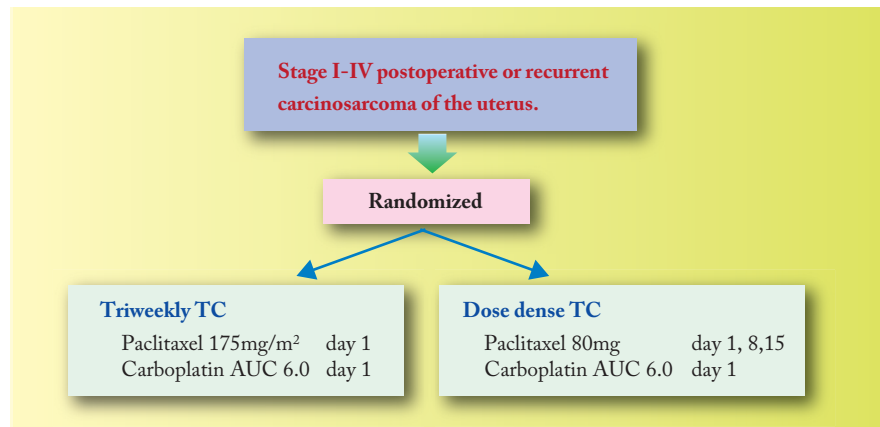 Stage I-IV postoperative or recurrent
carcinosarcoma of the uterus.
Randomized
Triweekly TC
Paclitaxel 175mg/m² day 1
Carboplatin AUC 6.0 day 1
Dose dense TC
Paclitaxel 80mg day 1, 8,15
Carboplatin AUC 6.0 day 1